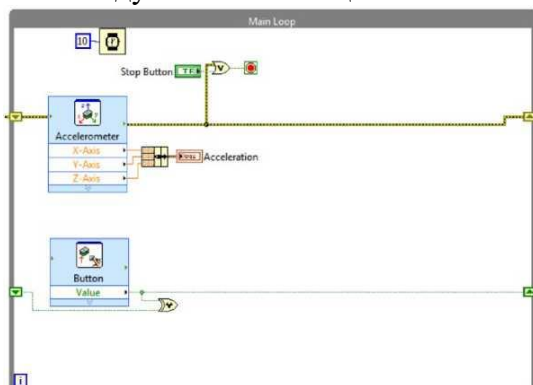 Main Loop
10
Stop Button
TF
Accelerometer
X-Axis
Y-Axis
Z-Axis
Acceleration
Button
Value
i